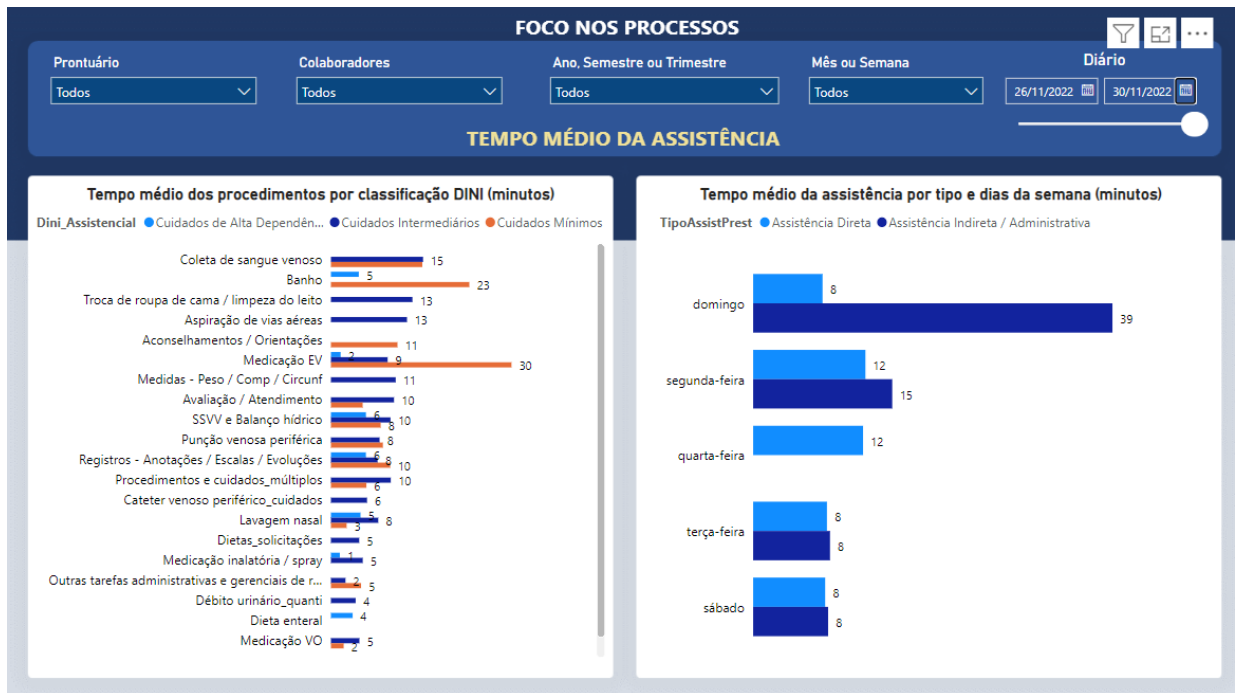 FOCO NOS PROCESSOS
Prontuário Colaboradores Ano, Semestre ou Trimestre Mês ou Semana Diário
Todos Todos Todos Todos 26/11/2022 30/11/2022
TEMPO MÉDIO DA ASSISTÊNCIA
Tempo médio dos procedimentos por classificação DINI (minutos)
Dini_Assistencial Cuidados de Alta Dependên... Cuidados Intermediários Cuidados Mínimos
Coleta de sangue venoso 15
Banho 5 23
Troca de roupa de cama / limpeza do leito 13
Aspiração de vias aéreas 13
Aconselhamentos / Orientações 11
Medicação EV 2 9 30
Medidas - Peso / Comp / Circunf 11
Avaliação / Atendimento 10
SSVV e Balanço hídrico 6 10 8
Punção venosa periférica 8
Registros - Anotações / Escalas / Evoluções 6 8 10
Procedimentos e cuidados_múltiplos 10 6
Cateter venoso periférico_cuidados 6
Lavagem nasal 5 8 3
Dietas_solicitações 5
Medicação inalatória / spray 1 5
Outras tarefas administrativas e gerenciais de r... 2 5
Débito urinário_quanti 4
Dieta enteral 4
Medicação VO 5 2
Tempo médio da assistência por tipo e dias da semana (minutos)
TipoAssistPrest Assistência Direta Assistência Indireta / Administrativa
domingo 8 39
segunda-feira 12 15
quarta-feira 12
terça-feira 8 8
sábado 8 8